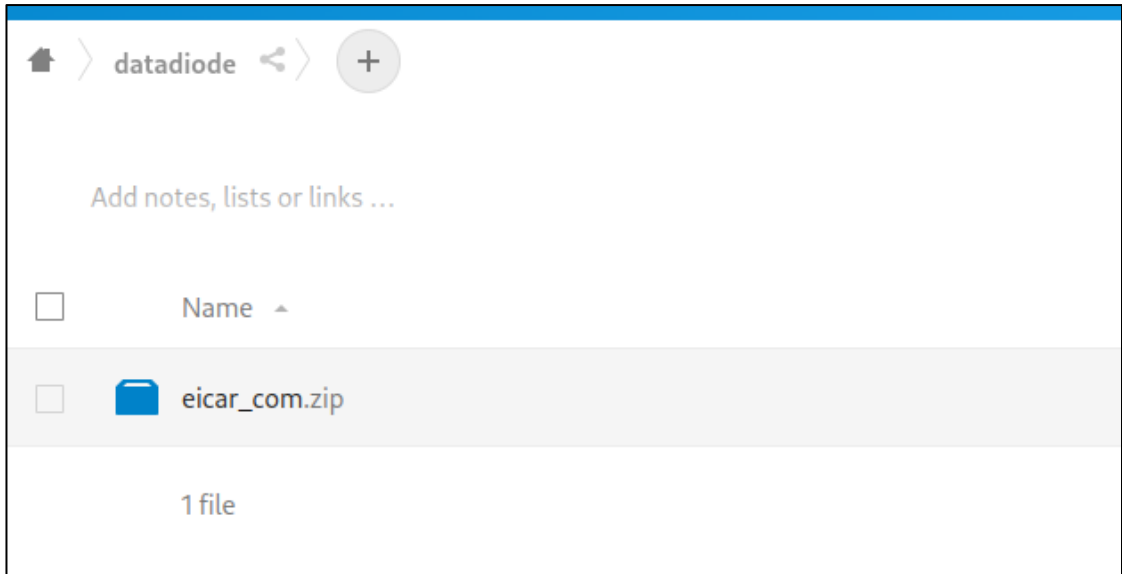 datadiode
Add notes, lists or links …
Name
eicar_com.zip
1 file